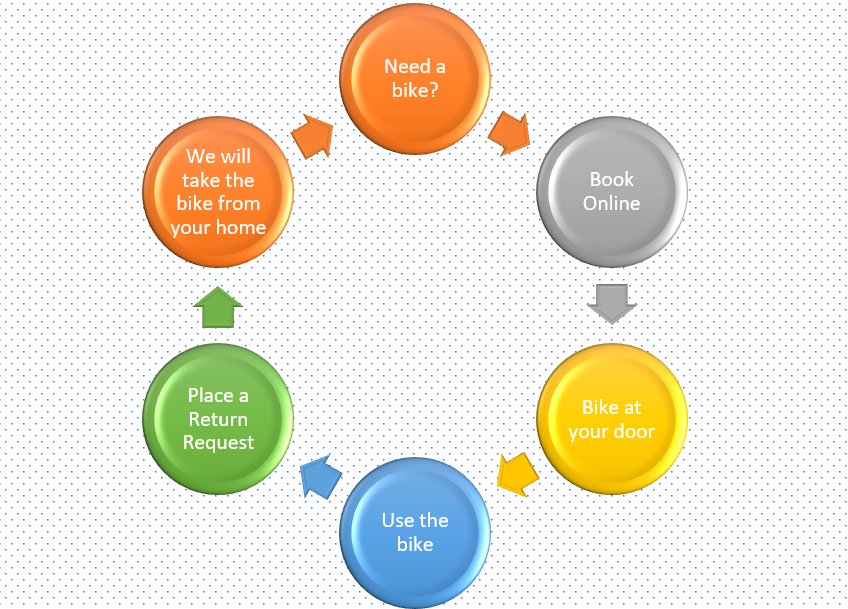 Need a
bike?
Book
Online
Bike at
your door
Use the
bike
Place a
Return
Request
We will
take the
bike from
your home